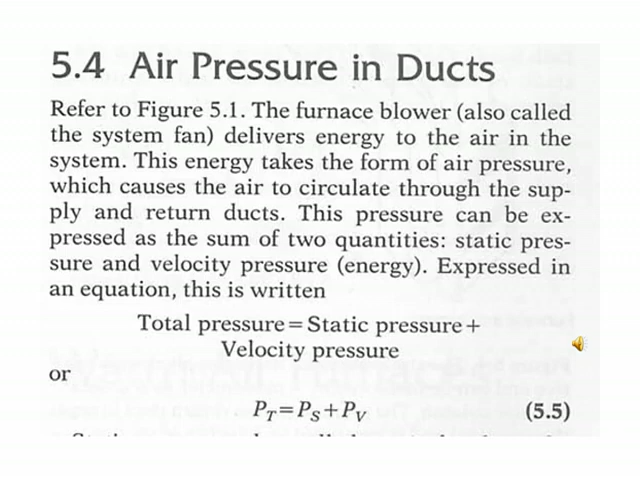 5.4 Air Pressure in Ducts
Refer to Figure 5.1. The furnace blower (also called
the system fan) delivers energy to the air in the
system. This energy takes the form of air pressure,
which causes the air to circulate through the sup-
ply and return ducts. This pressure can be ex-
pressed as the sum of two quantities: static pres-
sure and velocity pressure (energy). Expressed in
an equation, this is written
Total pressure=Static pressure+
Velocity pressure
or
P_T=P_S+P_V (5.5)